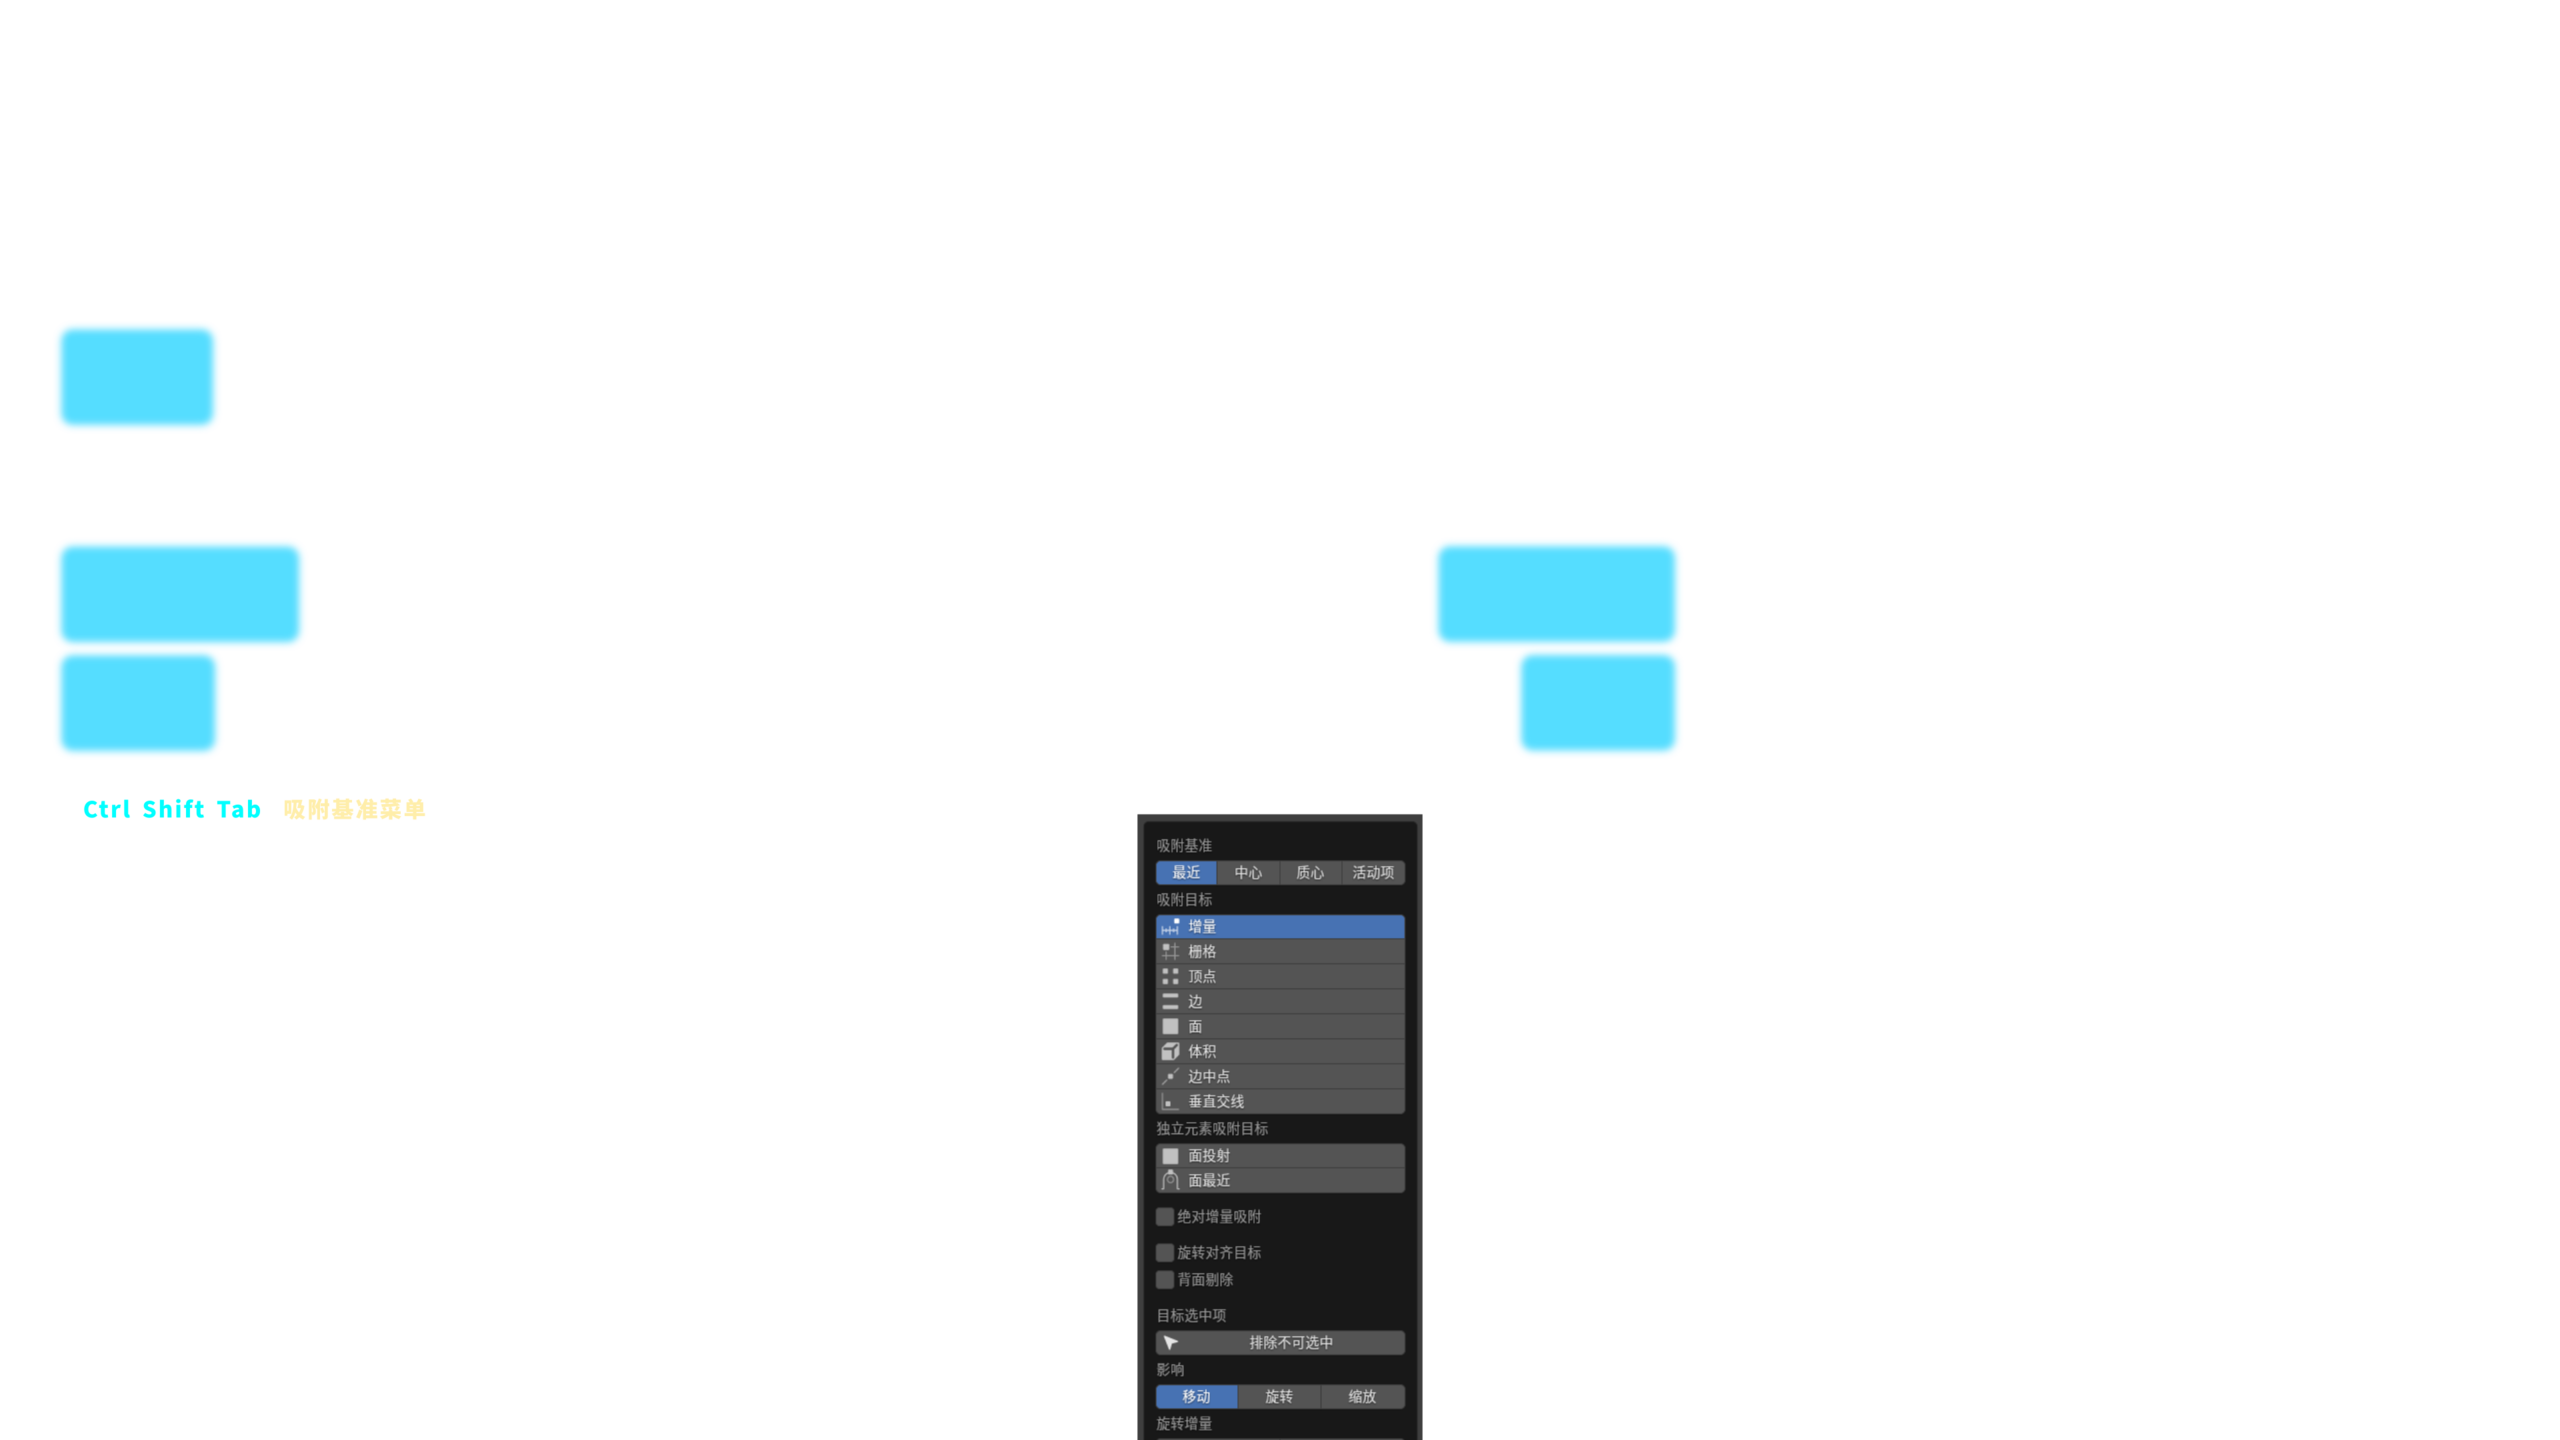 Ctrl Shift Tab 吸附基准菜单
吸附基准
最近 中心 质心 活动项
吸附目标
增量
栅格
顶点
边
面
体积
边中点
垂直交线
独立元素吸附目标
面投射
面最近
绝对增量吸附
旋转对齐目标
背面剔除
目标选中项
排除不可选中
影响
移动 旋转 缩放
旋转增量